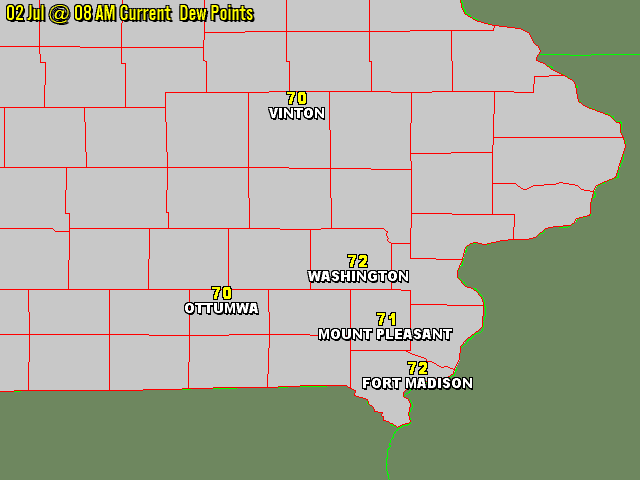 02 Jul @ 08 AM Current Dew Points
70
VINTON
72
WASHINGTON
70
OTTUMWA
71
MOUNT PLEASANT
72
FORT MADISON